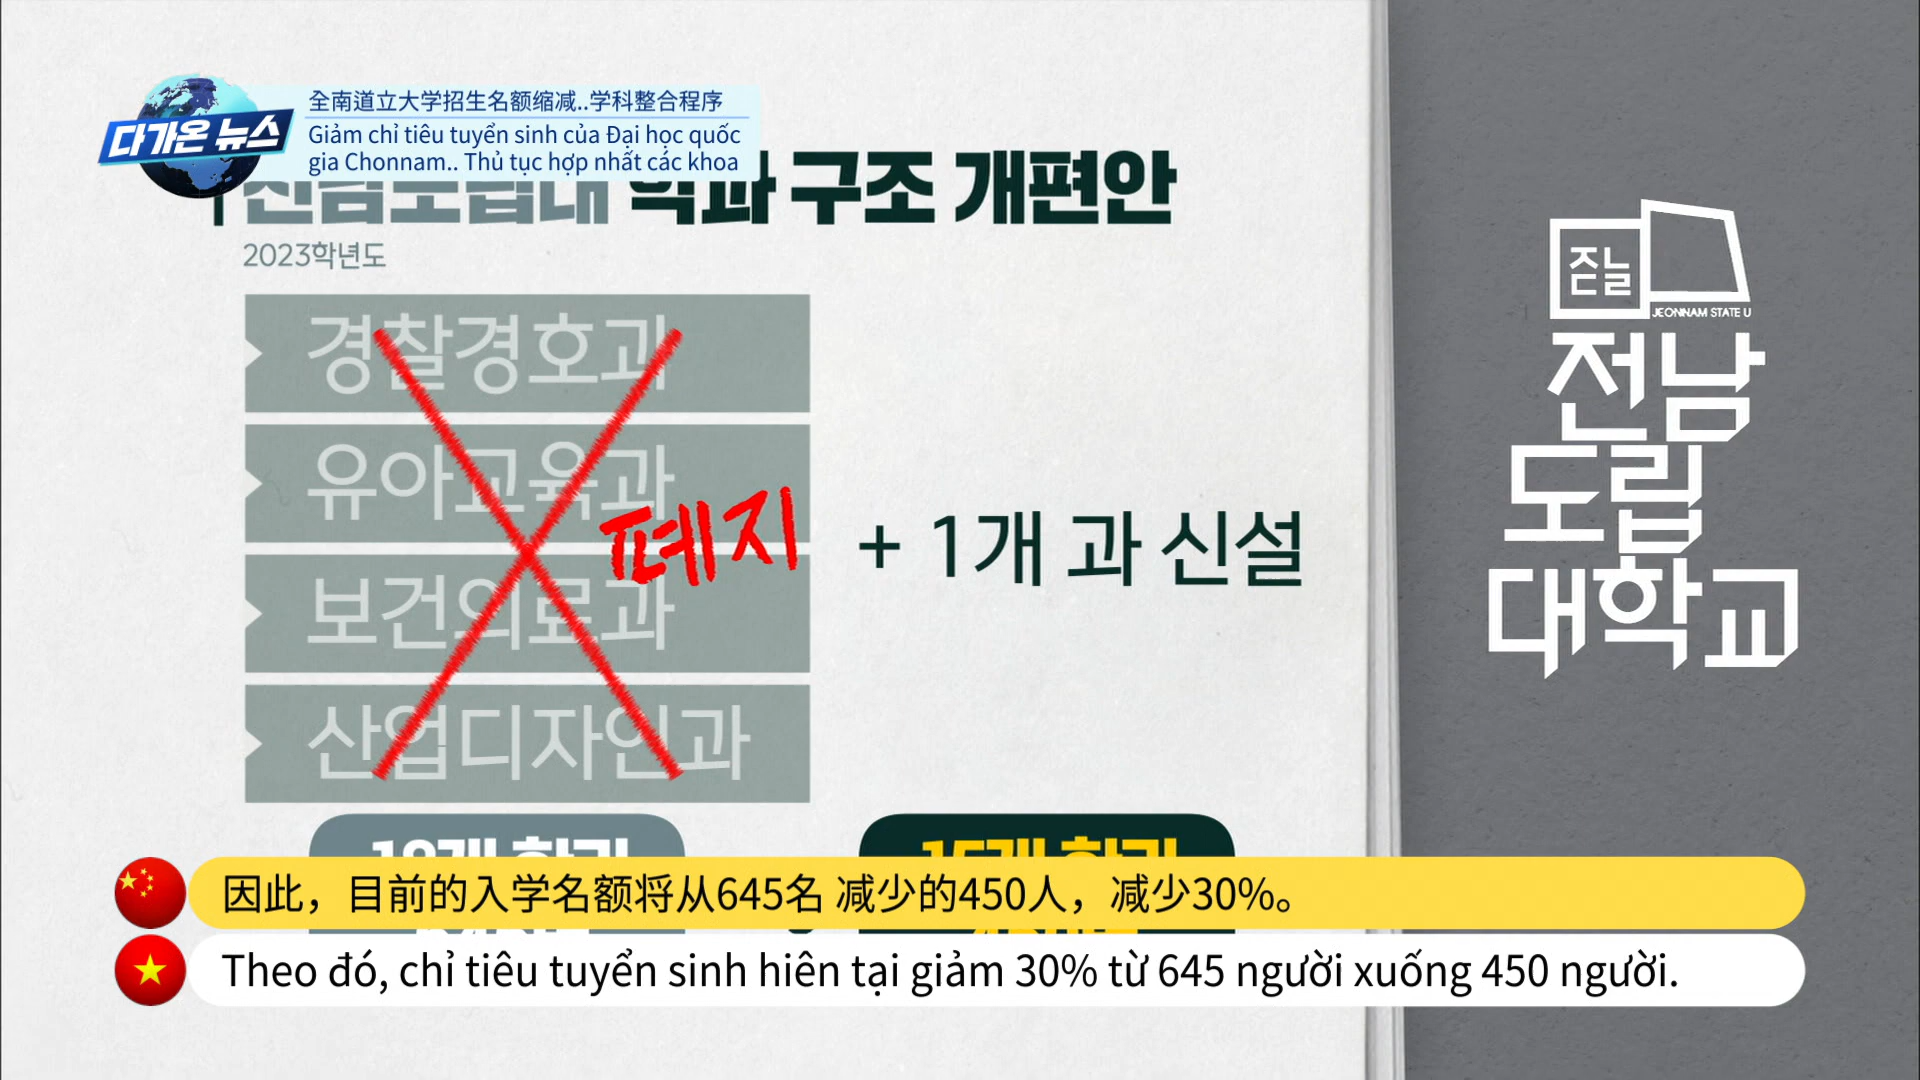 다가온 뉴스
全南道立大学招生名额缩减..学科整合程序
Giảm chỉ tiêu tuyển sinh của Đại học quốc
gia Chonnam.. Thủ tục hợp nhất các khoa
전남도립대 학과 구조 개편안
2023학년도
경찰경호과
유아교육과
보건의료과
산업디자인과
폐지
+ 1개 과 신설
JEONNAM STATE U
전남
도립
대학교
因此，目前的入学名额将从645名 减少的450人，减少30%。
Theo đó, chỉ tiêu tuyển sinh hiên tại giảm 30% từ 645 người xuống 450 người.